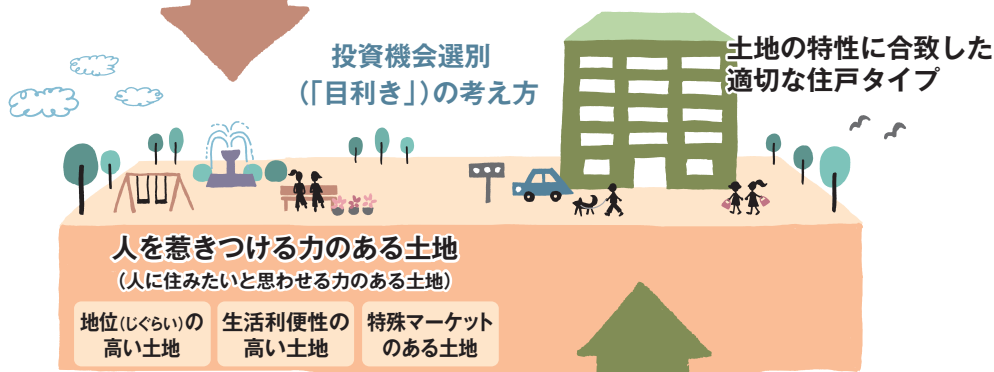 投資機会選別
（「目利き」）の考え方
土地の特性に合致した
適切な住戸タイプ
人を惹きつける力のある土地
（人に住みたいと思わせる力のある土地）
地位（じぐらい）の
高い土地
生活利便性の
高い土地
特殊マーケット
のある土地